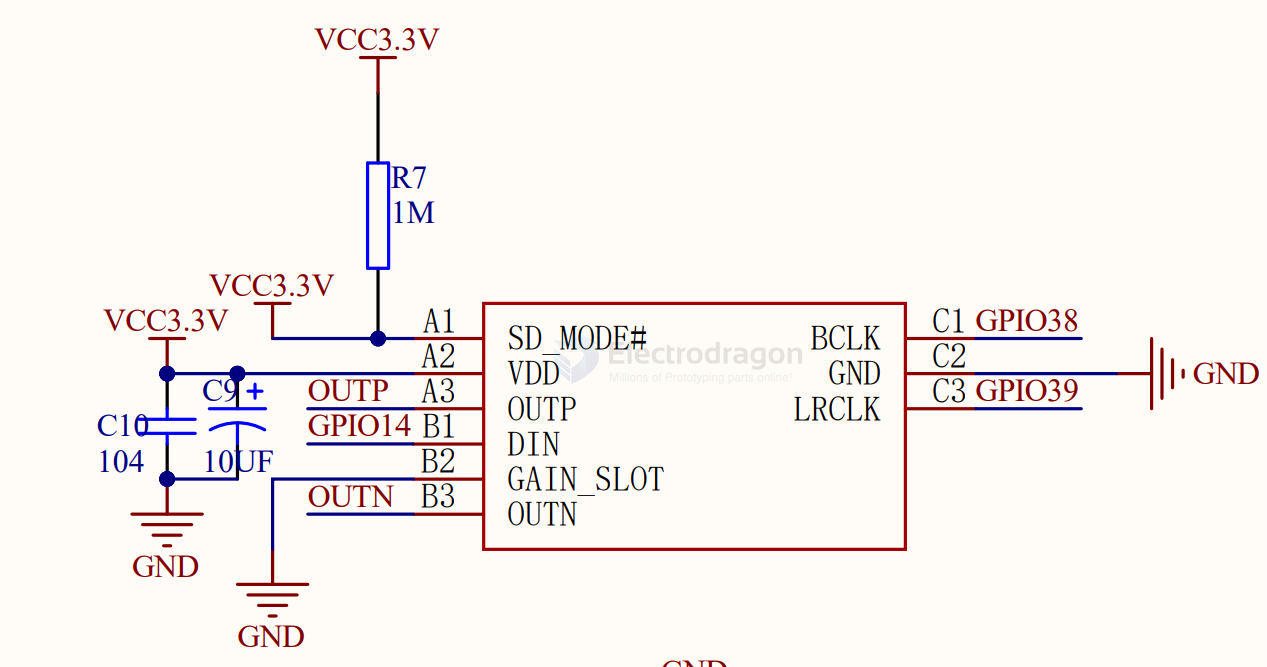 VCC3.3V
R7
1M
VCC3.3V
VCC3.3V
C9
+
C10
104
10UF
GND
GND
OUTP
GPIO14
OUTN
A1
A2
A3
B1
B2
B3
SD_MODE#
VDD
OUTP
DIN
GAIN_SLOT
OUTN
Electrodragon
Millions of Prototyping parts online!
BCLK
GND
LRCLK
C1 GPIO38
C2
C3 GPIO39
GND
GND